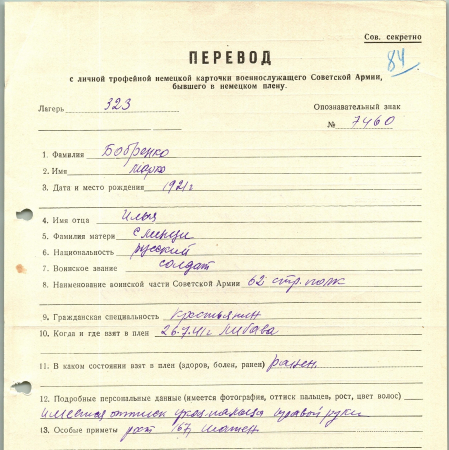 Сов. секретно
ПЕРЕВОД
84
с личной трофейной немецкой карточки военнослужащего Советской Армии,
бывшего в немецком плену.
Лагерь 323
Опознавательный знак
№ 7460
1. Фамилия Бобренко
2. Имя Марко
3. Дата и место рождения 1921 г
4. Имя отца Илья
5. Фамилия матери
6. Национальность русский
7. Воинское звание солдат
8. Наименование воинской части Советской Армии 62 стр. полк
9. Гражданская специальность крестьянин
10. Когда и где взят в плен 26.7.41 г Либава
11. В каком состоянии взят в плен (здоров, болен, ранен) ранен.
12. Подробные персональные данные (имеется фотография, оттиск пальцев, рост, цвет волос)
имеется оттиск указ. пальца правой руки
13. Особые приметы рост 167, шатен